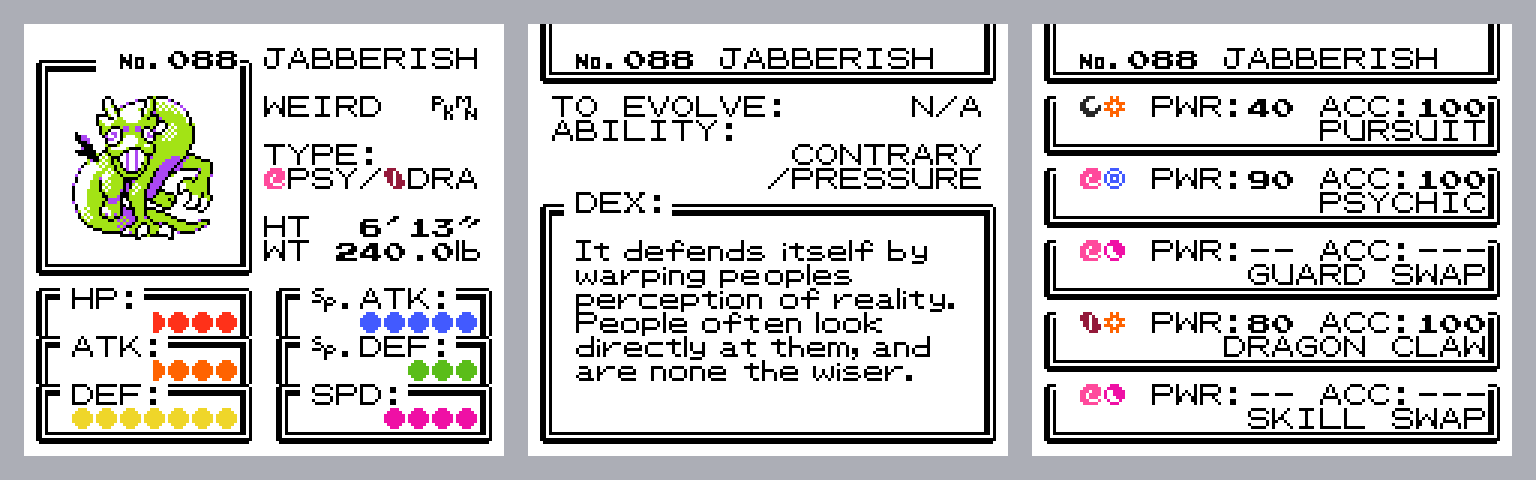 No.088 JABBERISH
WEIRD PKMN
TYPE:
PSY/DRA
HT 6'13"
WT 240.0lb
HP:
Sp.ATK:
ATK:
Sp.DEF:
DEF:
SPD:
No.088 JABBERISH
TO EVOLVE: N/A
ABILITY:
CONTRARY
/PRESSURE
DEX:
It defends itself by
warping peoples
perception of reality.
People often look
directly at them, and
are none the wiser.
No.088 JABBERISH
PWR:40 ACC:100
PURSUIT
PWR:90 ACC:100
PSYCHIC
PWR:-- ACC:---
GUARD SWAP
PWR:80 ACC:100
DRAGON CLAW
PWR:-- ACC:---
SKILL SWAP